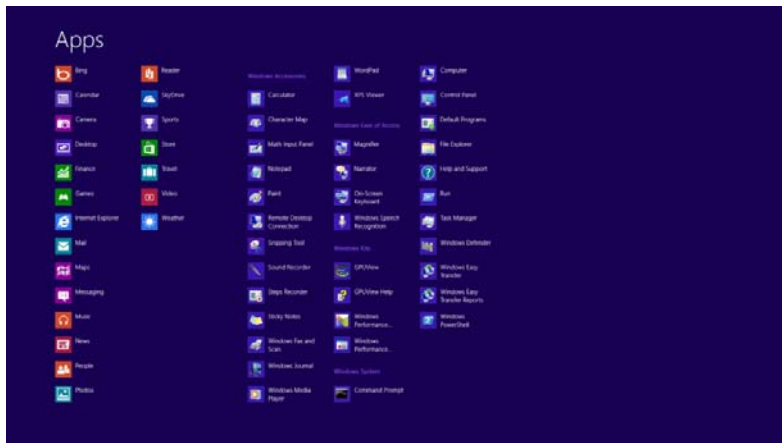 Apps
Bing
Calendar
Camera
Desktop
Finance
Games
Internet Explorer
Mail
Maps
Messaging
Music
News
People
Photos
Reader
SkyDrive
Sports
Store
Travel
Video
Weather
Windows Accessories
Calculator
Character Map
Math Input Panel
Notepad
Paint
Remote Desktop
Connection
Snipping Tool
Sound Recorder
Steps Recorder
Sticky Notes
Windows Fax and
Scan
Windows Journal
Windows Media
Player
WordPad
XPS Viewer
Windows Ease of Access
Magnifier
Narrator
On-Screen
Keyboard
Windows Speech
Recognition
Windows Kits
GPUView
GPUView Help
Windows
Performance...
Windows
Performance...
Windows System
Command Prompt
Computer
Control Panel
Default Programs
File Explorer
Help and Support
Run
Task Manager
Windows Defender
Windows Easy
Transfer
Windows Easy
Transfer Reports
Windows
PowerShell